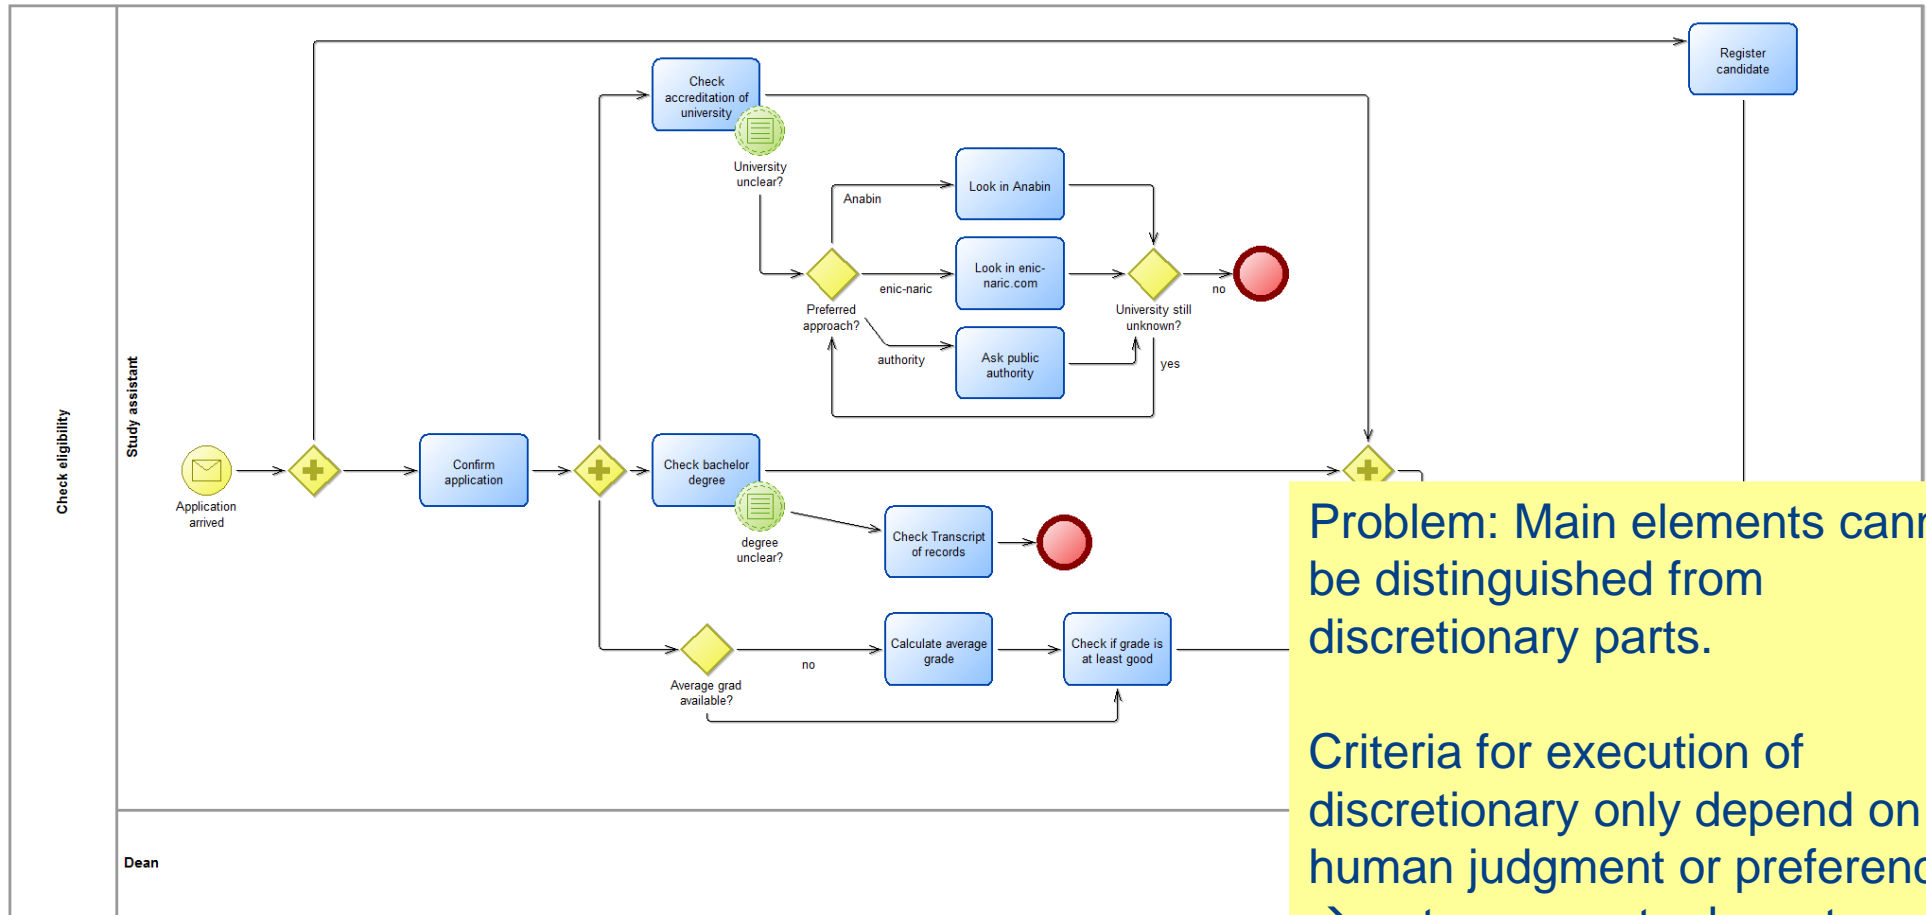 Check eligibility
Study assistant
Dean
Application
arrived
Confirm
application
Register
candidate
Check
accreditation of
university
University
unclear?
Preferred
approach?
Anabin
enic-naric
authority
Look in Anabin
Look in enic-
naric.com
Ask public
authority
University still
unknown?
no
yes
Check bachelor
degree
degree
unclear?
Check Transcript
of records
Average grad
available?
no
Calculate average
grade
Check if grade is
at least good
Problem: Main elements
be distinguished from
discretionary parts.
Criteria for execution of
discretionary only depend on
human judgment or